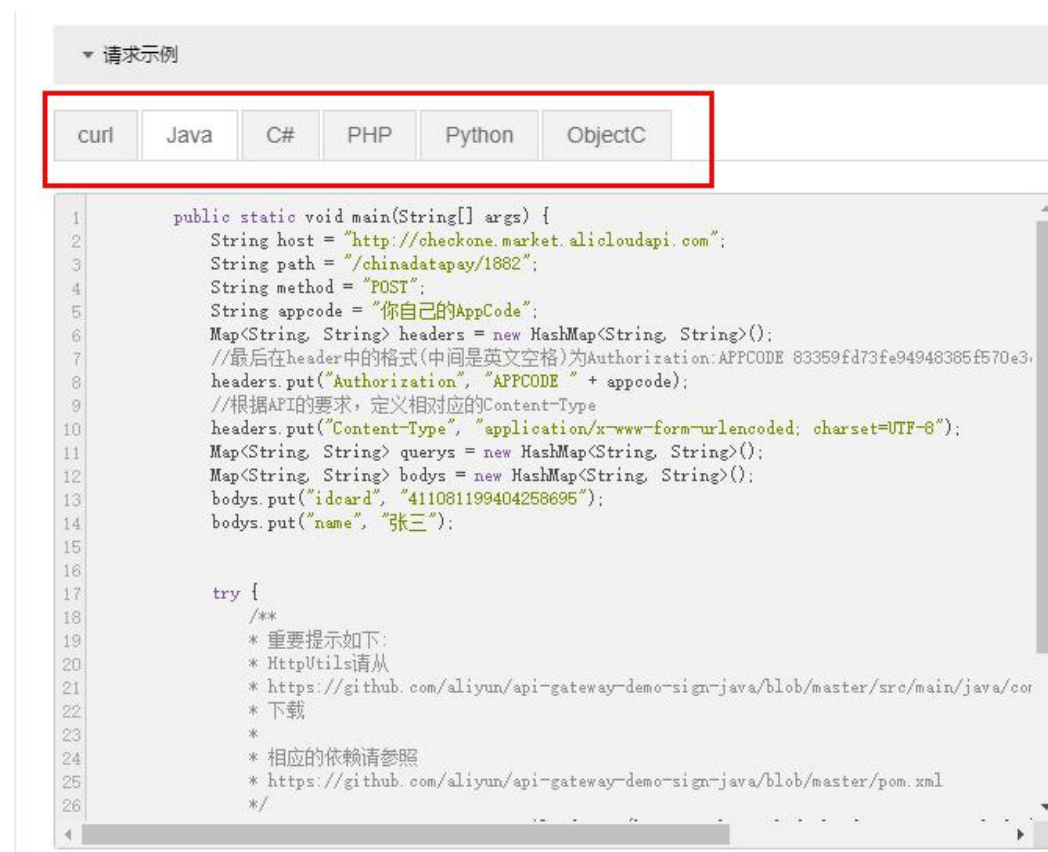 请求示例
curl Java C# PHP Python ObjectC
1 public static void main(String[] args) {
2 String host = "http://checkone.market.alicloudapi.com";
3 String path = "/chinadatapay/1882";
4 String method = "POST";
5 String appcode = "你自己的AppCode";
6 Map<String, String> headers = new HashMap<String, String>();
7 //最后在header中的格式(中间是英文空格)为Authorization:APPCODE 83359fd73fe94948385f570e3
8 headers.put("Authorization", "APPCODE " + appcode);
9 //根据API的要求，定义相对应的Content-Type
10 headers.put("Content-Type", "application/x-www-form-urlencoded; charset=UTF-8");
11 Map<String, String> querys = new HashMap<String, String>();
12 Map<String, String> bodys = new HashMap<String, String>();
13 bodys.put("idcard", "411081199404258695");
14 bodys.put("name", "张三");
15
16
17 try {
18 /**
19 * 重要提示如下:
20 * HttpUtils请从
21 * https://github.com/aliyun/api-gateway-demo-sign-java/blob/master/src/main/java/com
22 * 下载
23 *
24 * 相应的依赖请参照
25 * https://github.com/aliyun/api-gateway-demo-sign-java/blob/master/pom.xml
26 */